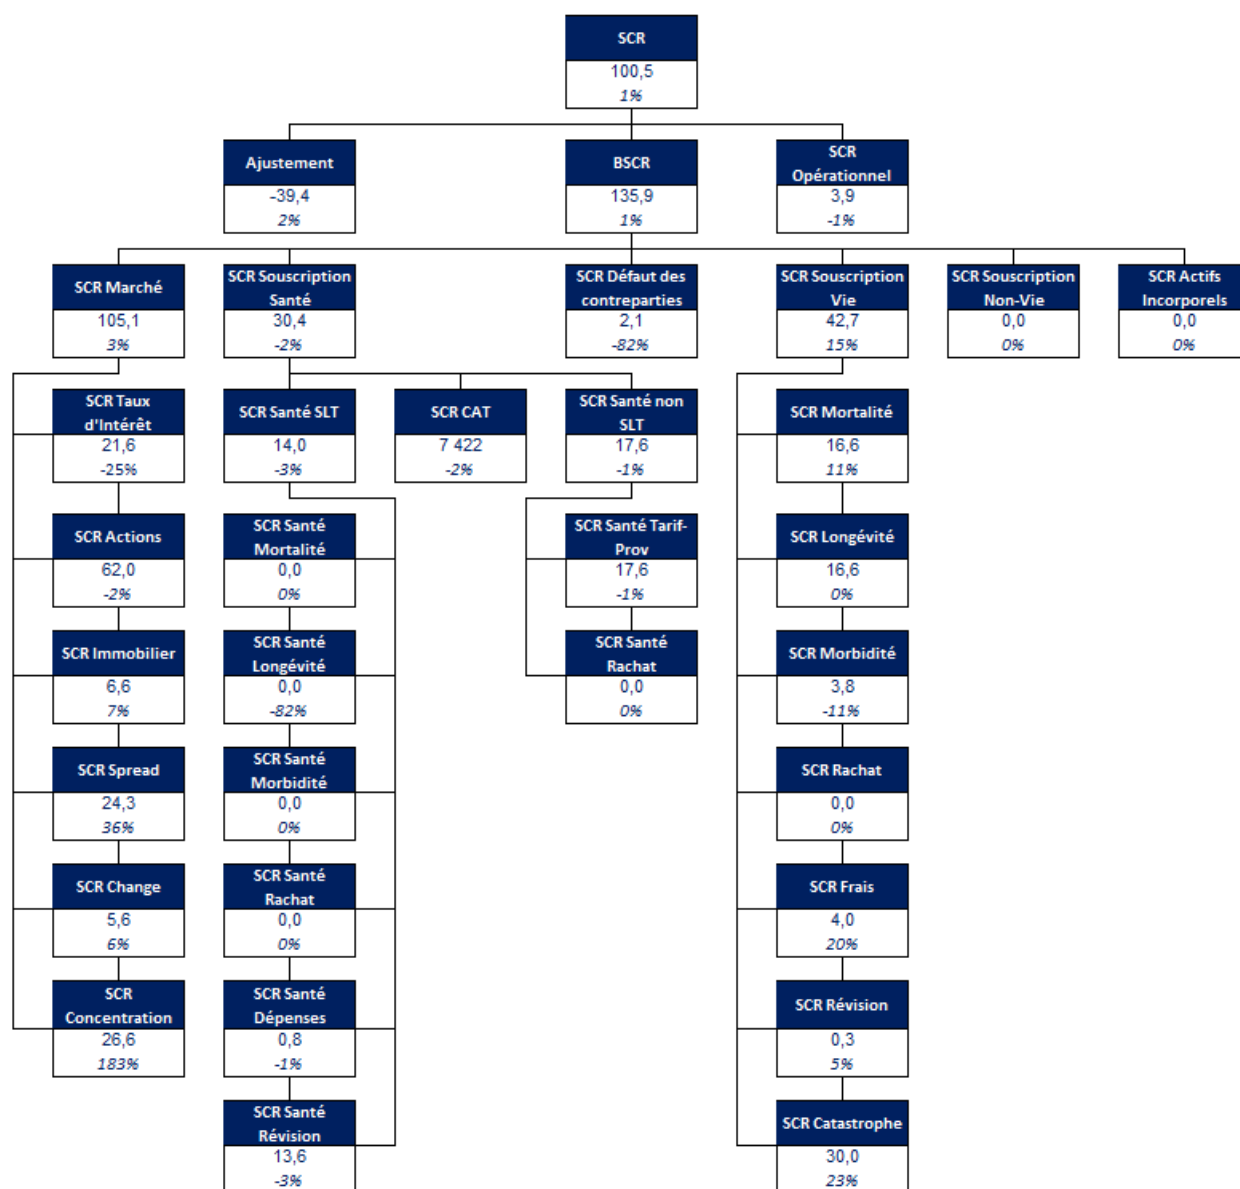 SCR
100,5
1%
Ajustement
-39,4
2%
BSCR
135,9
1%
SCR
Opérationnel
3,9
-1%
SCR Marché
105,1
3%
SCR Souscription
Santé
30,4
-2%
SCR Défaut des
contreparties
2,1
-82%
SCR Souscription
Vie
42,7
15%
SCR Souscription
Non-Vie
0,0
0%
SCR Actifs
Incorporels
0,0
0%
SCR Taux
d'Intérêt
21,6
-25%
SCR Santé SLT
14,0
-3%
SCR CAT
7 422
-2%
SCR Santé non
SLT
17,6
-1%
SCR Mortalité
16,6
11%
SCR Actions
62,0
-2%
SCR Santé
Mortalité
0,0
0%
SCR Santé Tarif-
Prov
17,6
-1%
SCR Longévité
16,6
0%
SCR Immobilier
6,6
7%
SCR Santé
Longévité
0,0
-82%
SCR Santé
Rachat
0,0
0%
SCR Morbidité
3,8
-11%
SCR Spread
24,3
36%
SCR Santé
Morbidité
0,0
0%
SCR Rachat
0,0
0%
SCR Change
5,6
6%
SCR Santé
Rachat
0,0
0%
SCR Frais
4,0
20%
SCR
Concentration
26,6
183%
SCR Santé
Dépenses
0,8
-1%
SCR Révision
0,3
5%
SCR Santé
Révision
13,6
-3%
SCR Catastrophe
30,0
23%